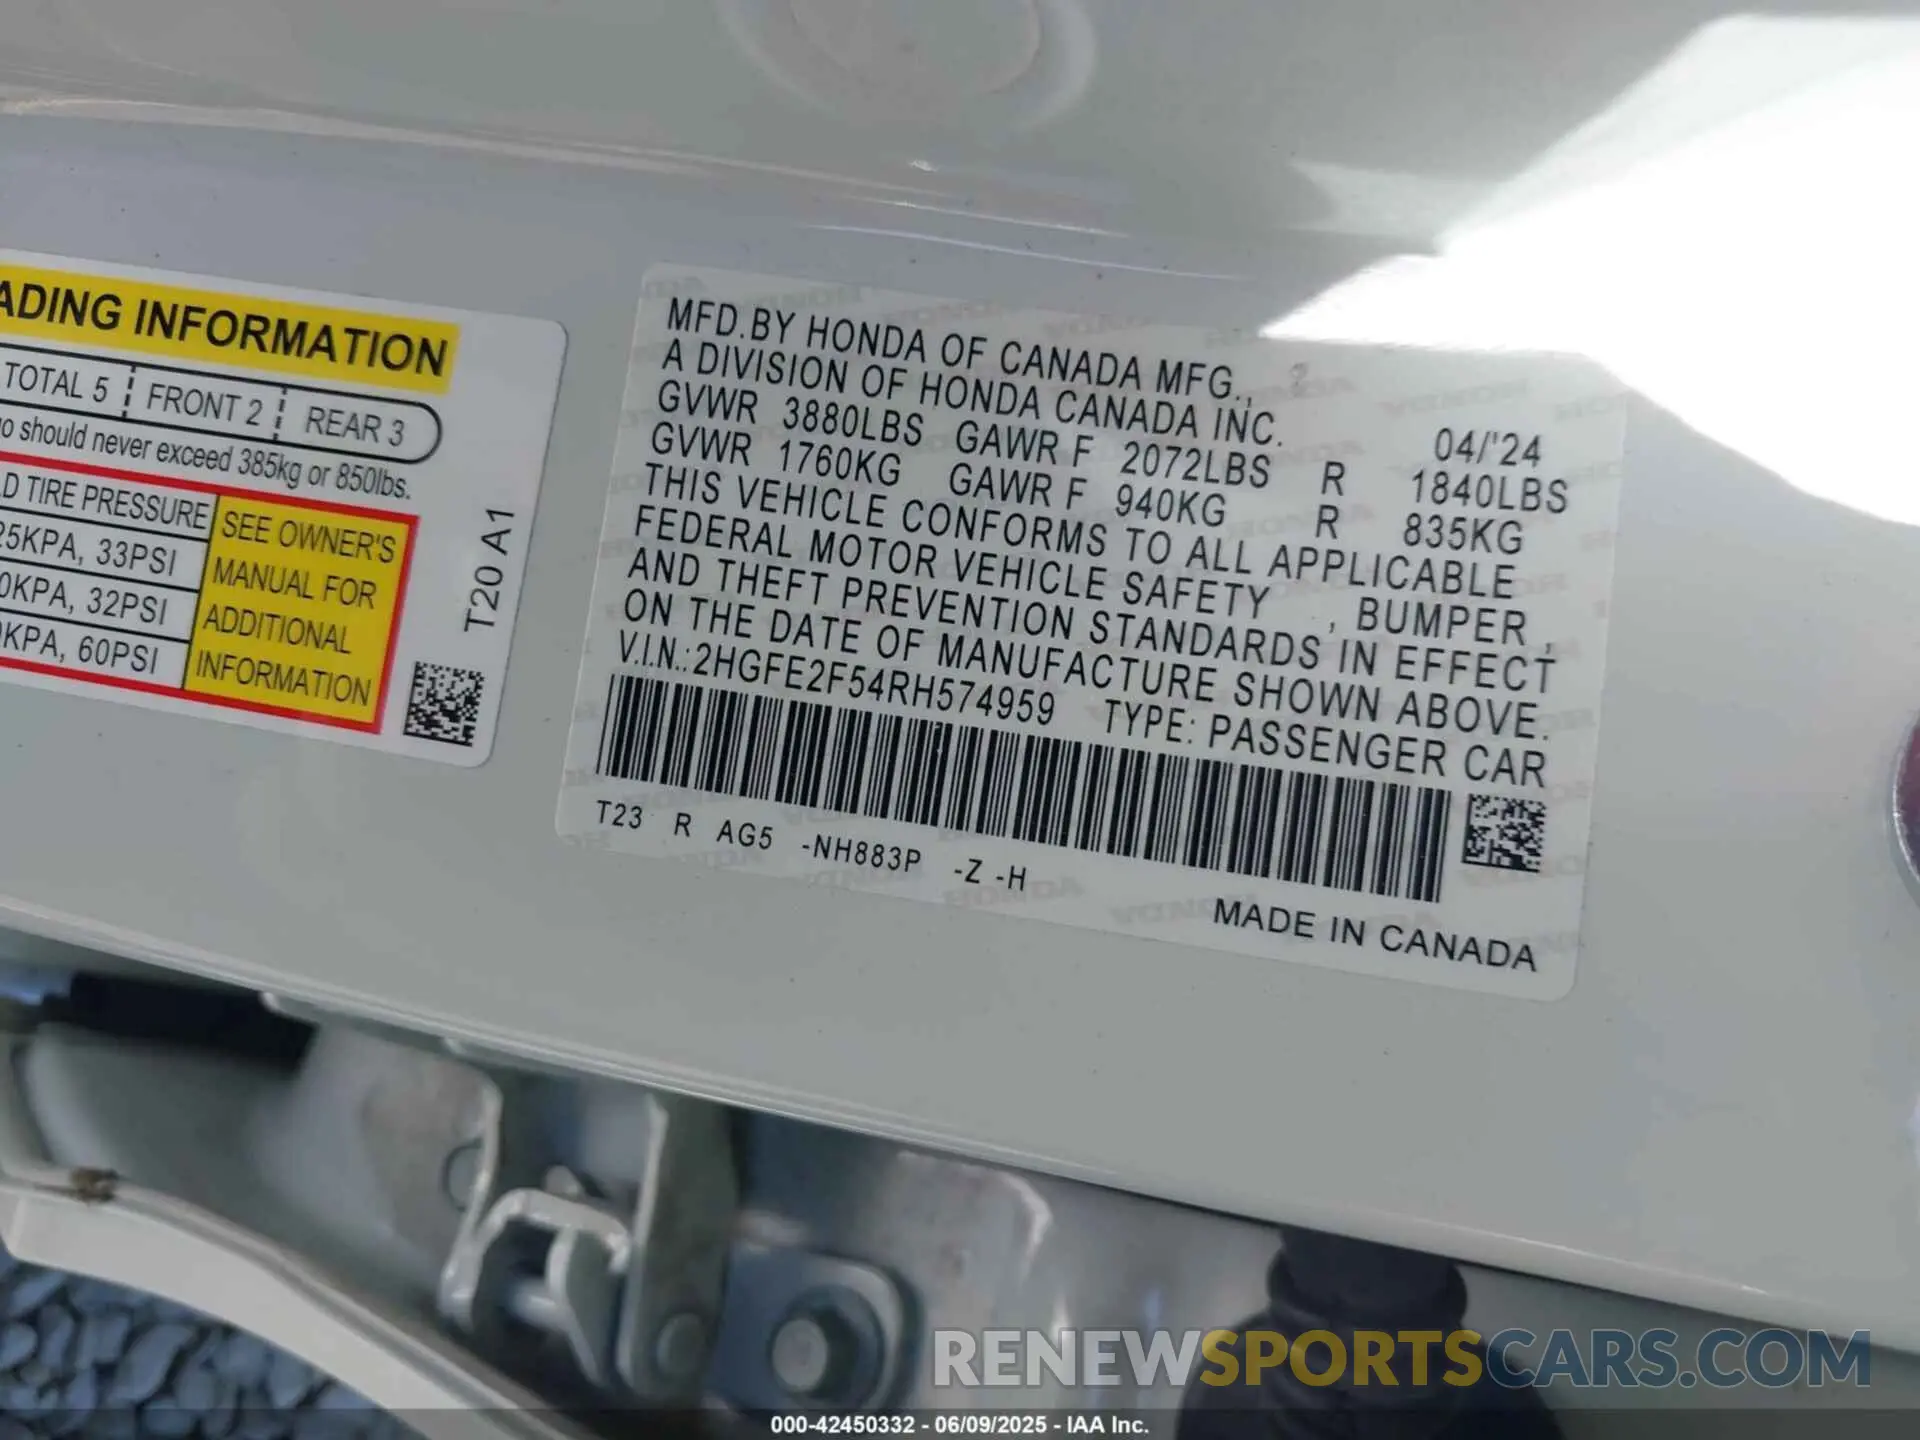 ADING INFORMATION
TOTAL 5 FRONT 2 REAR 3
go should never exceed 385kg or 850lbs.
D TIRE PRESSURE
25KPA, 33PSI
0KPA, 32PSI
0KPA, 60PSI
SEE OWNER'S
MANUAL FOR
ADDITIONAL
INFORMATION
T20 A1
MFD.BY HONDA OF CANADA MFG.,
A DIVISION OF HONDA CANADA INC. 04/'24
GVWR 3880LBS GAWR F 2072LBS R 1840LBS
GVWR 1760KG GAWR F 940KG R 835KG
THIS VEHICLE CONFORMS TO ALL APPLICABLE
FEDERAL MOTOR VEHICLE SAFETY , BUMPER ,
AND THEFT PREVENTION STANDARDS IN EFFECT
ON THE DATE OF MANUFACTURE SHOWN ABOVE.
V.I.N.:2HGFE2F54RH574959 TYPE: PASSENGER CAR
T23 R AG5 -NH883P -Z -H
MADE IN CANADA
RENEWSPORTSCARS.COM
000-42450332 - 06/09/2025 - IAA Inc.